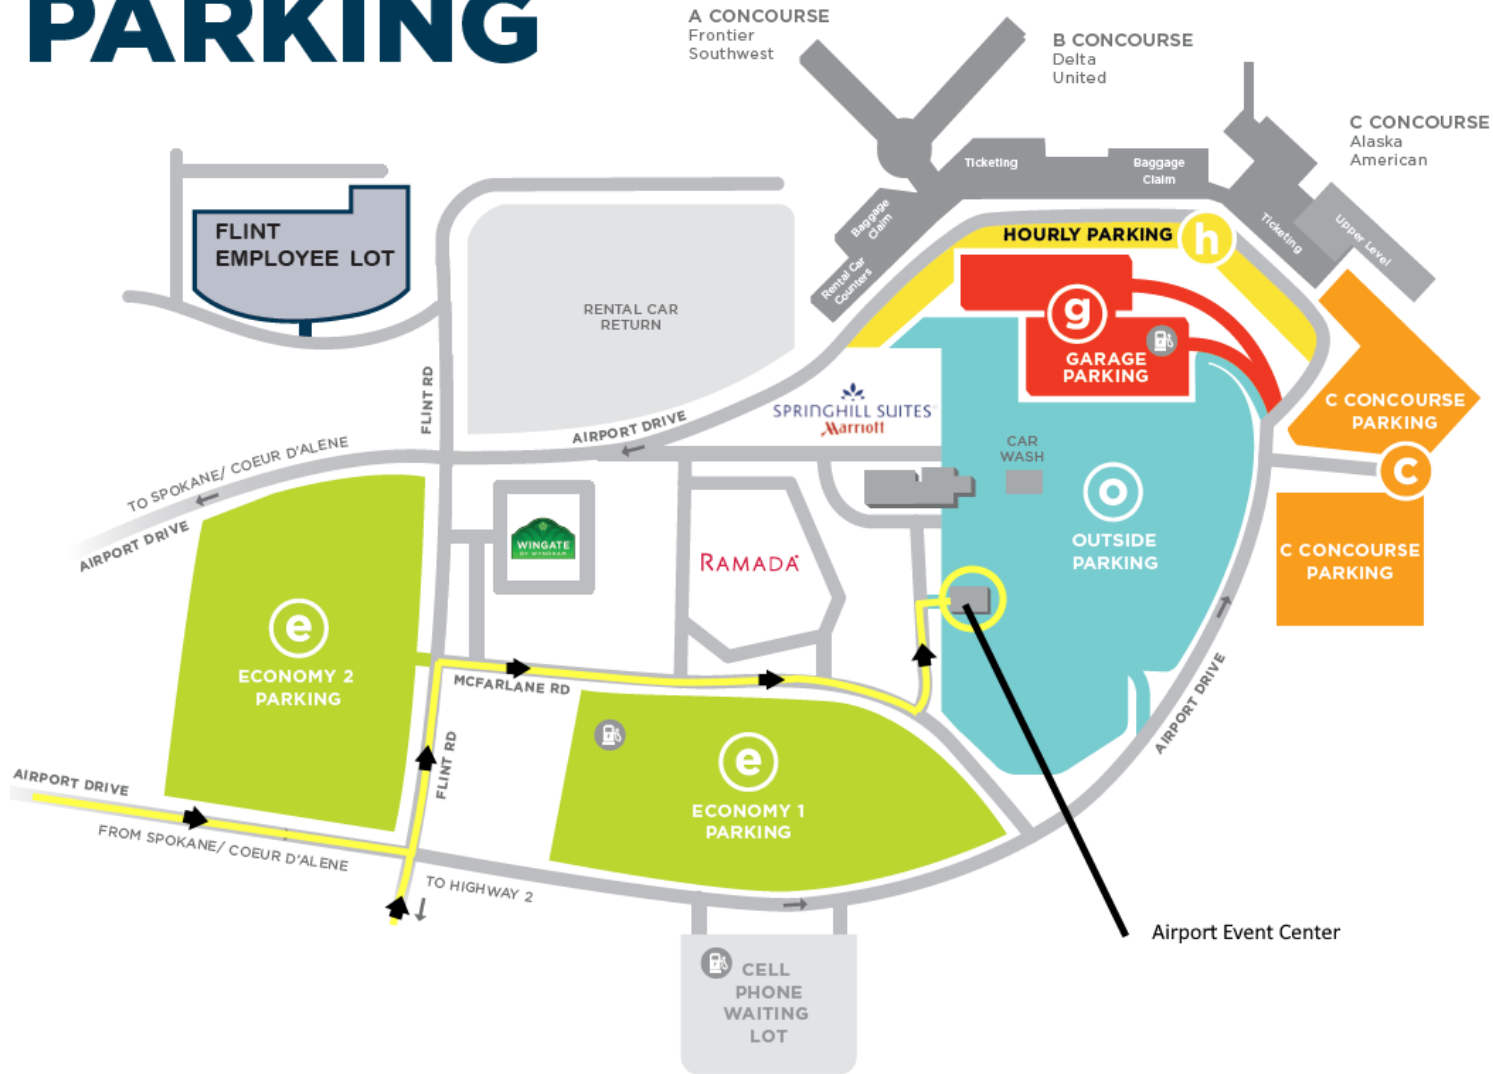 PARKING
A CONCOURSE
Frontier
Southwest
B CONCOURSE
Delta
United
C CONCOURSE
Alaska
American
Ticketing
Baggage
Claim
Baggage
Claim
Rental Car
Counters
Ticketing
Upper Level
FLINT
EMPLOYEE LOT
HOURLY PARKING
h
RENTAL CAR
RETURN
g
GARAGE
PARKING
FLINT RD
SPRINGHILL SUITES
Marriott
C CONCOURSE
PARKING
AIRPORT DRIVE
TO SPOKANE/ COEUR D'ALENE
AIRPORT DRIVE
CAR
WASH
c
o
OUTSIDE
PARKING
WINGATE
BY WYNDHAM
RAMADA
C CONCOURSE
PARKING
e
ECONOMY 2
PARKING
MCFARLANE RD
AIRPORT DRIVE
FLINT RD
e
ECONOMY 1
PARKING
AIRPORT DRIVE
FROM SPOKANE/ COEUR D'ALENE
TO HIGHWAY 2
Airport Event Center
CELL
PHONE
WAITING
LOT